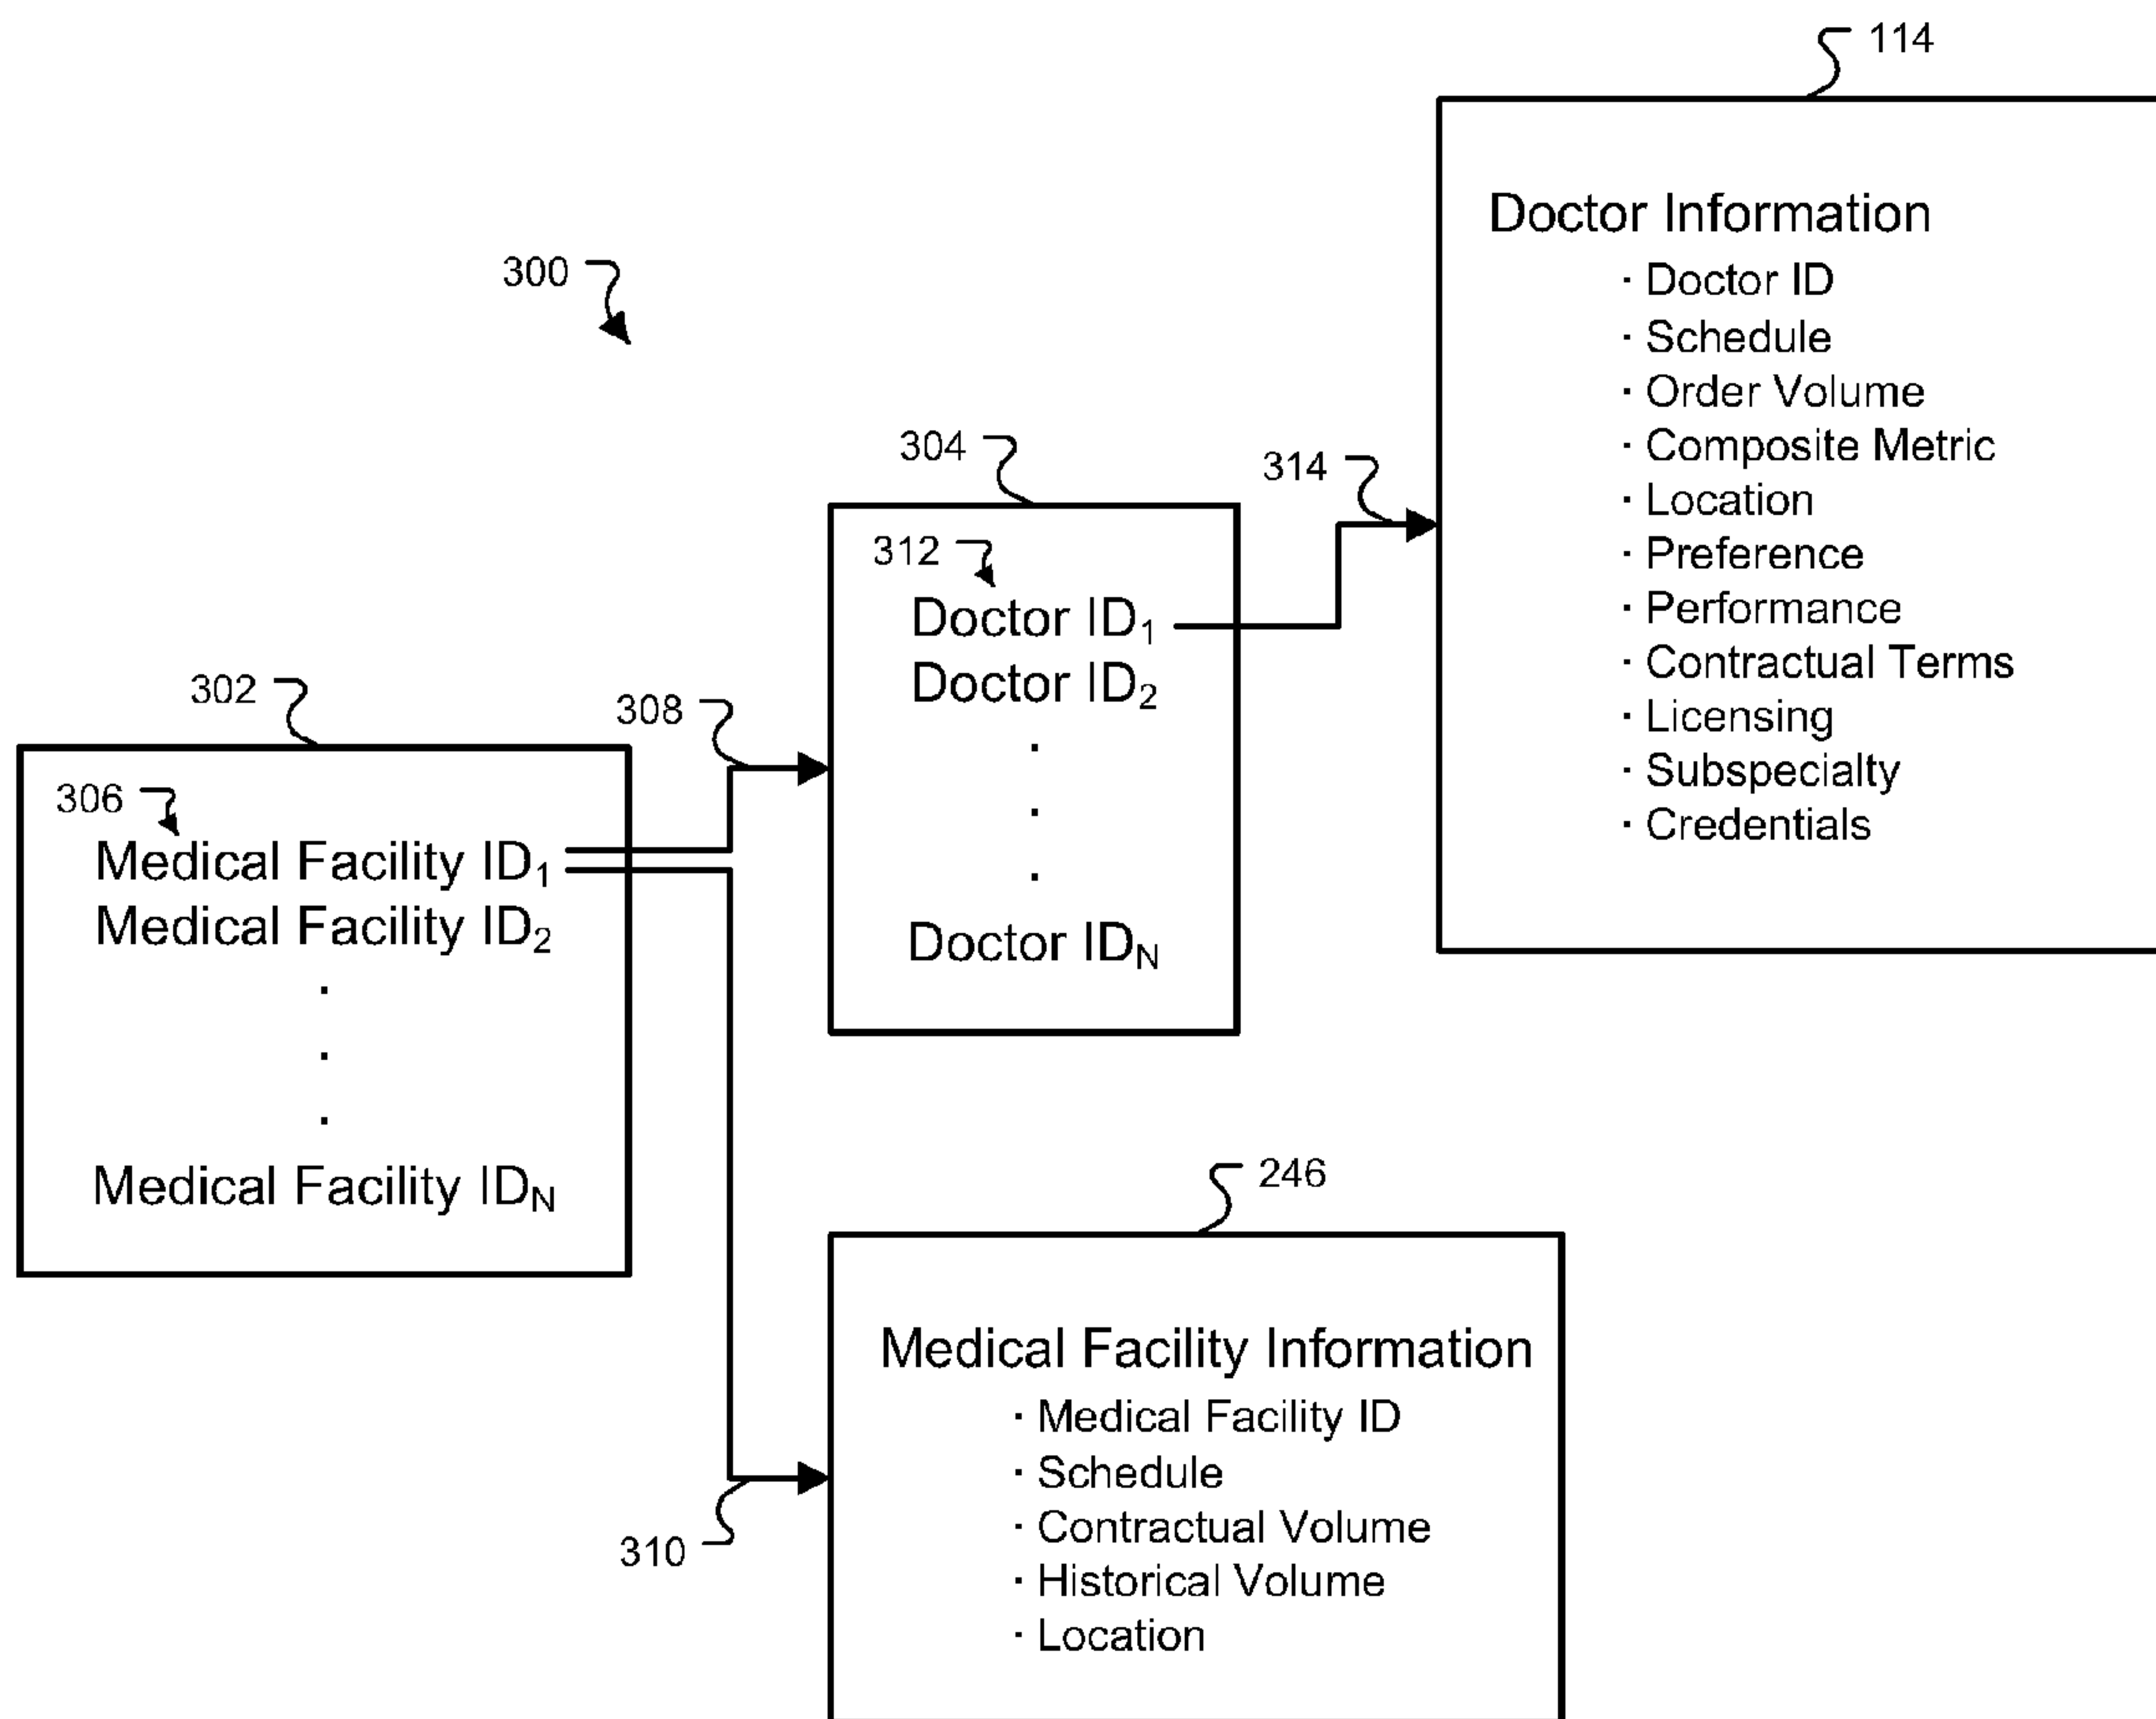 114
Doctor Information
· Doctor ID
· Schedule
· Order Volume
· Composite Metric
· Location
· Preference
· Performance
· Contractual Terms
· Licensing
· Subspecialty
· Credentials
300
304
314
312
Doctor ID1
Doctor ID2
.
.
.
Doctor IDN
302
308
306
Medical Facility ID1
Medical Facility ID2
.
.
.
Medical Facility IDN
246
Medical Facility Information
· Medical Facility ID
· Schedule
· Contractual Volume
· Historical Volume
· Location
310